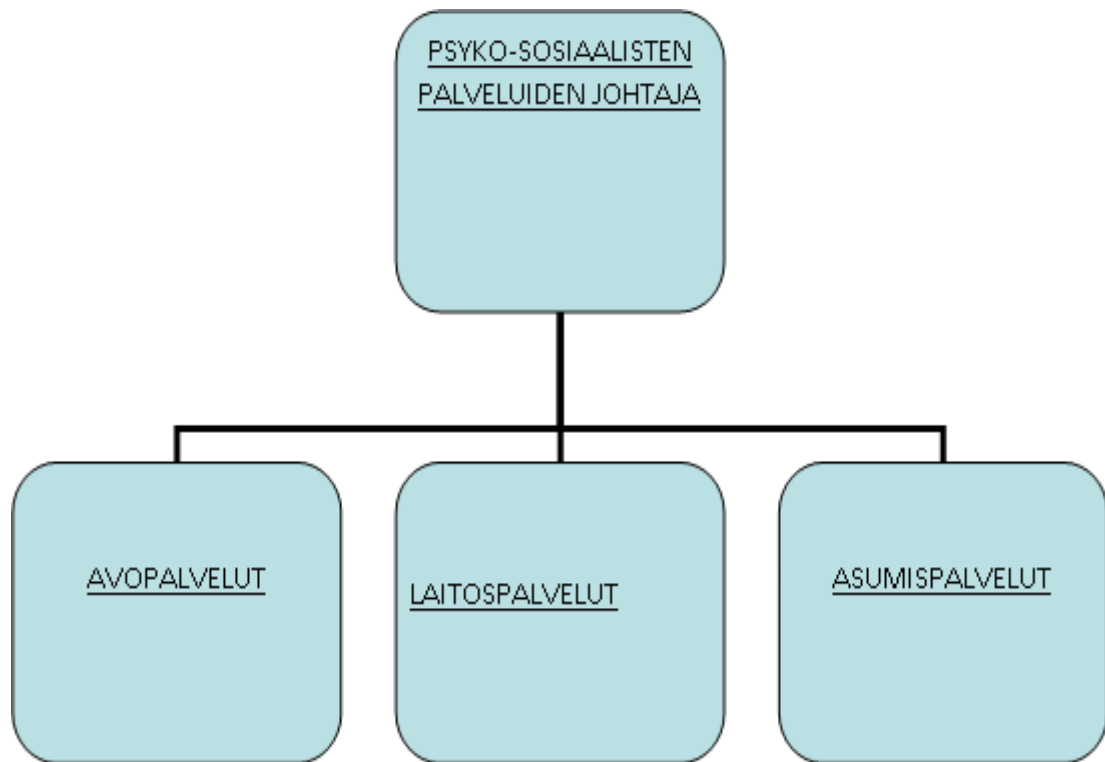 PSYKO-SOSIAALISTEN
PALVELUIDEN JOHTAJA
AVOPALVELUT
LAITOSPALVELUT
ASUMISPALVELUT